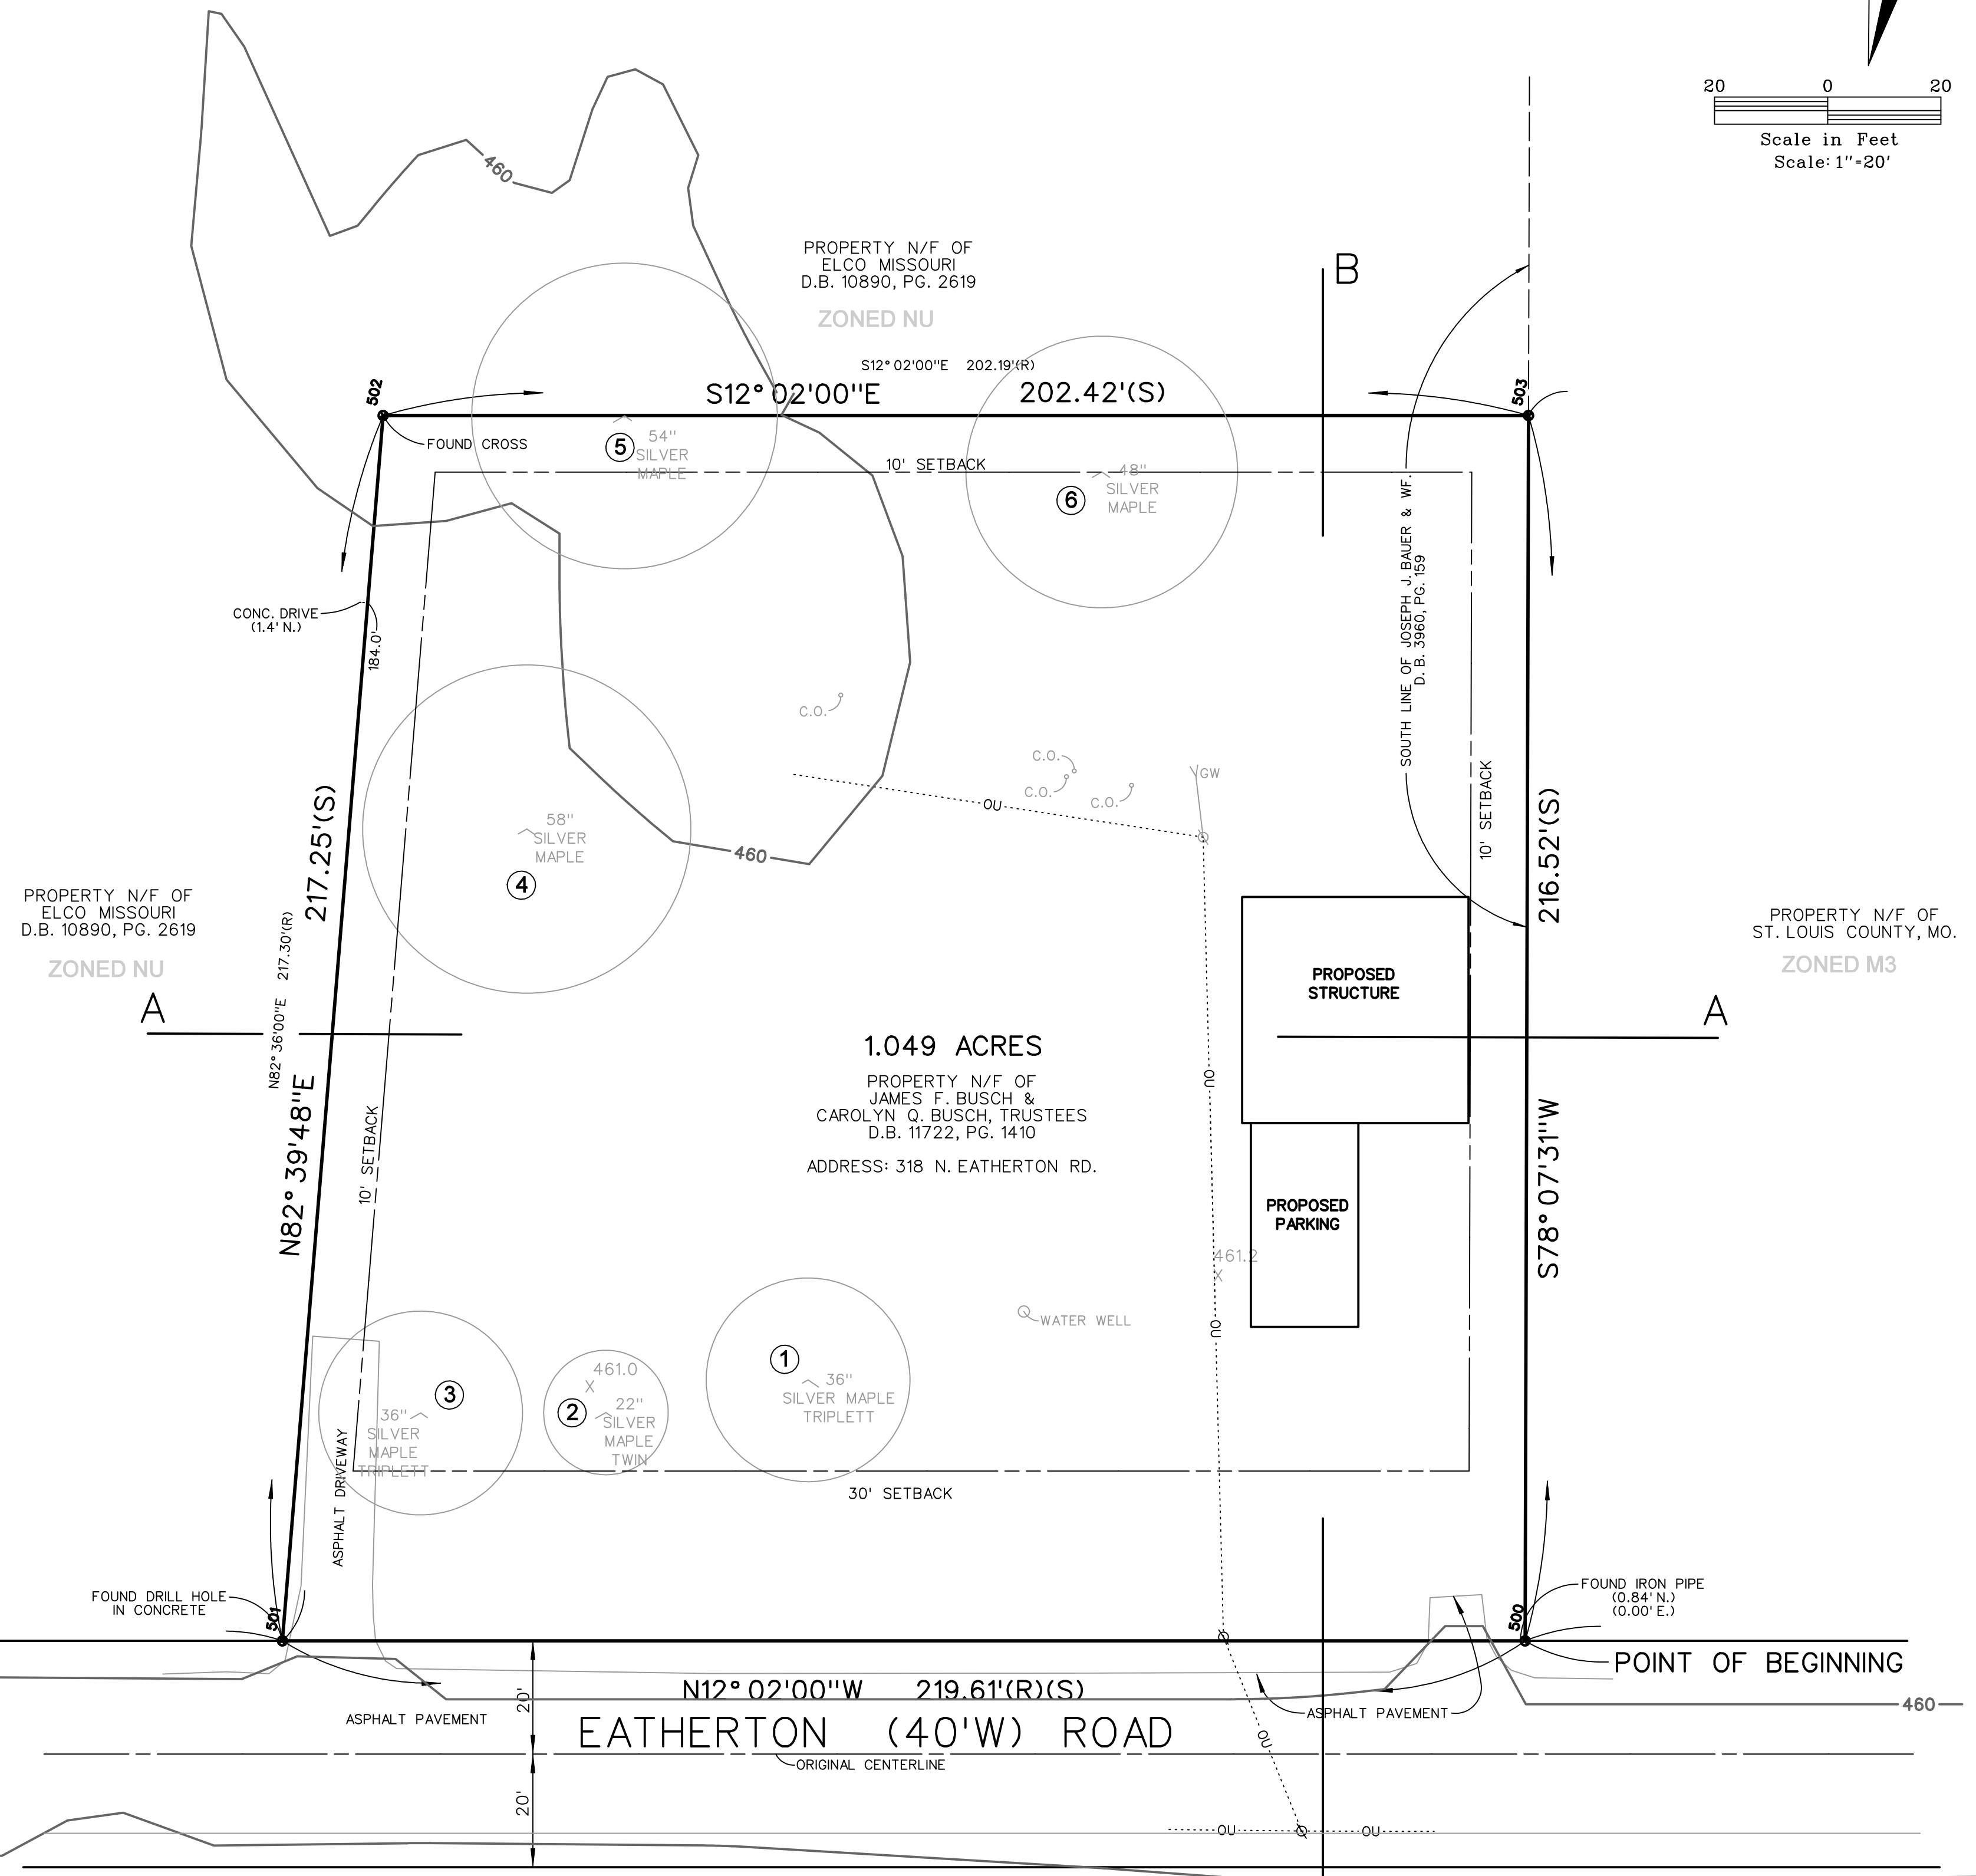 20 0 20
Scale in Feet
Scale: 1"=20'
460
PROPERTY N/F OF
ELCO MISSOURI
D.B. 10890, PG. 2619
ZONED NU
B
S12°02'00"E 202.19'(R)
S12°02'00"E 202.42'(S)
502
503
FOUND CROSS
5
54"
SILVER
MAPLE
10' SETBACK
6
48"
SILVER
MAPLE
SOUTH LINE OF JOSEPH J. BAUER & WF.
D. B. 3960, PG. 159
CONC. DRIVE
(1.4' N.)
184.0'
C.O.
C.O.
C.O.
C.O.
GW
OU
10' SETBACK
58"
SILVER
MAPLE
4
460
217.25'(S)
N82°39'48"E
N82°36'00"E 217.30'(R)
216.52'(S)
S78°07'31"W
PROPERTY N/F OF
ELCO MISSOURI
D.B. 10890, PG. 2619
ZONED NU
PROPERTY N/F OF
ST. LOUIS COUNTY, MO.
ZONED M3
A
A
PROPOSED
STRUCTURE
1.049 ACRES
PROPERTY N/F OF
JAMES F. BUSCH &
CAROLYN Q. BUSCH, TRUSTEES
D.B. 11722, PG. 1410
ADDRESS: 318 N. EATHERTON RD.
OU
10' SETBACK
PROPOSED
PARKING
461.2
X
WATER WELL
OU
1
36"
SILVER MAPLE
TRIPLETT
461.0
X
2
22"
SILVER
MAPLE
TWIN
3
36"
SILVER
MAPLE
TRIPLETT
ASPHALT DRIVEWAY
30' SETBACK
FOUND DRILL HOLE
IN CONCRETE
501
FOUND IRON PIPE
(0.84' N.)
(0.00' E.)
500
POINT OF BEGINNING
N12°02'00"W 219.61'(R)(S)
20'
ASPHALT PAVEMENT
ASPHALT PAVEMENT
460
EATHERTON (40'W) ROAD
OU
ORIGINAL CENTERLINE
20'
OU
OU